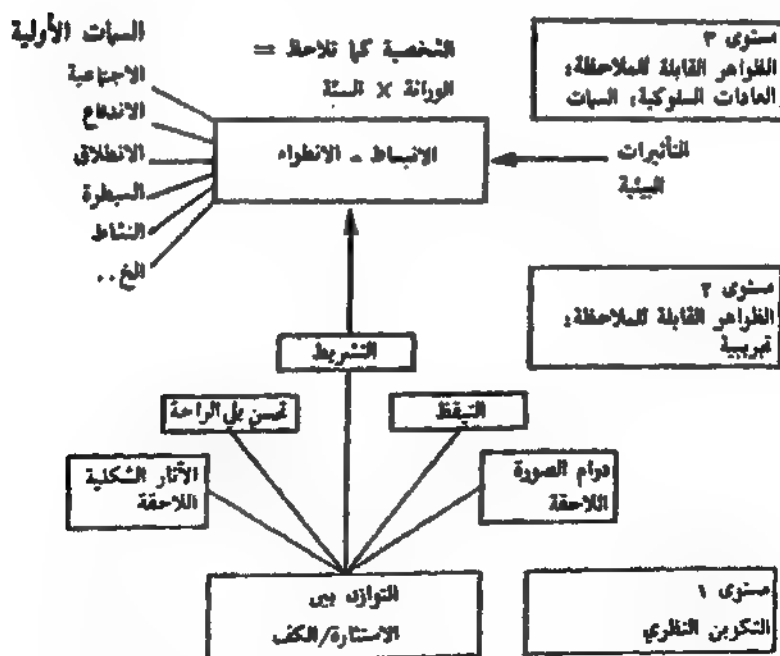 السمات الأولية
الاجتماعية
الاندفاع
الانطلاق
السيطرة
النشاط
الخ..
الشخصية كما تلاحظ =
الوراثة × البيئة
الانبساط - الانطواء
مستوى ٣
الظواهر القابلة للملاحظة:
العادات السلوكية: السمات
المتأثيرات
البيئية
مستوى ٢
الظواهر القابلة للملاحظة:
تجريبية
التشريط
تحسن يلي الراحة
التيقظ
الآثار الشكلية
اللاحقة
دوام الصورة
اللاحقة
التوازن بين
الاستثارة/الكف
مستوى ١
التكوين النظري